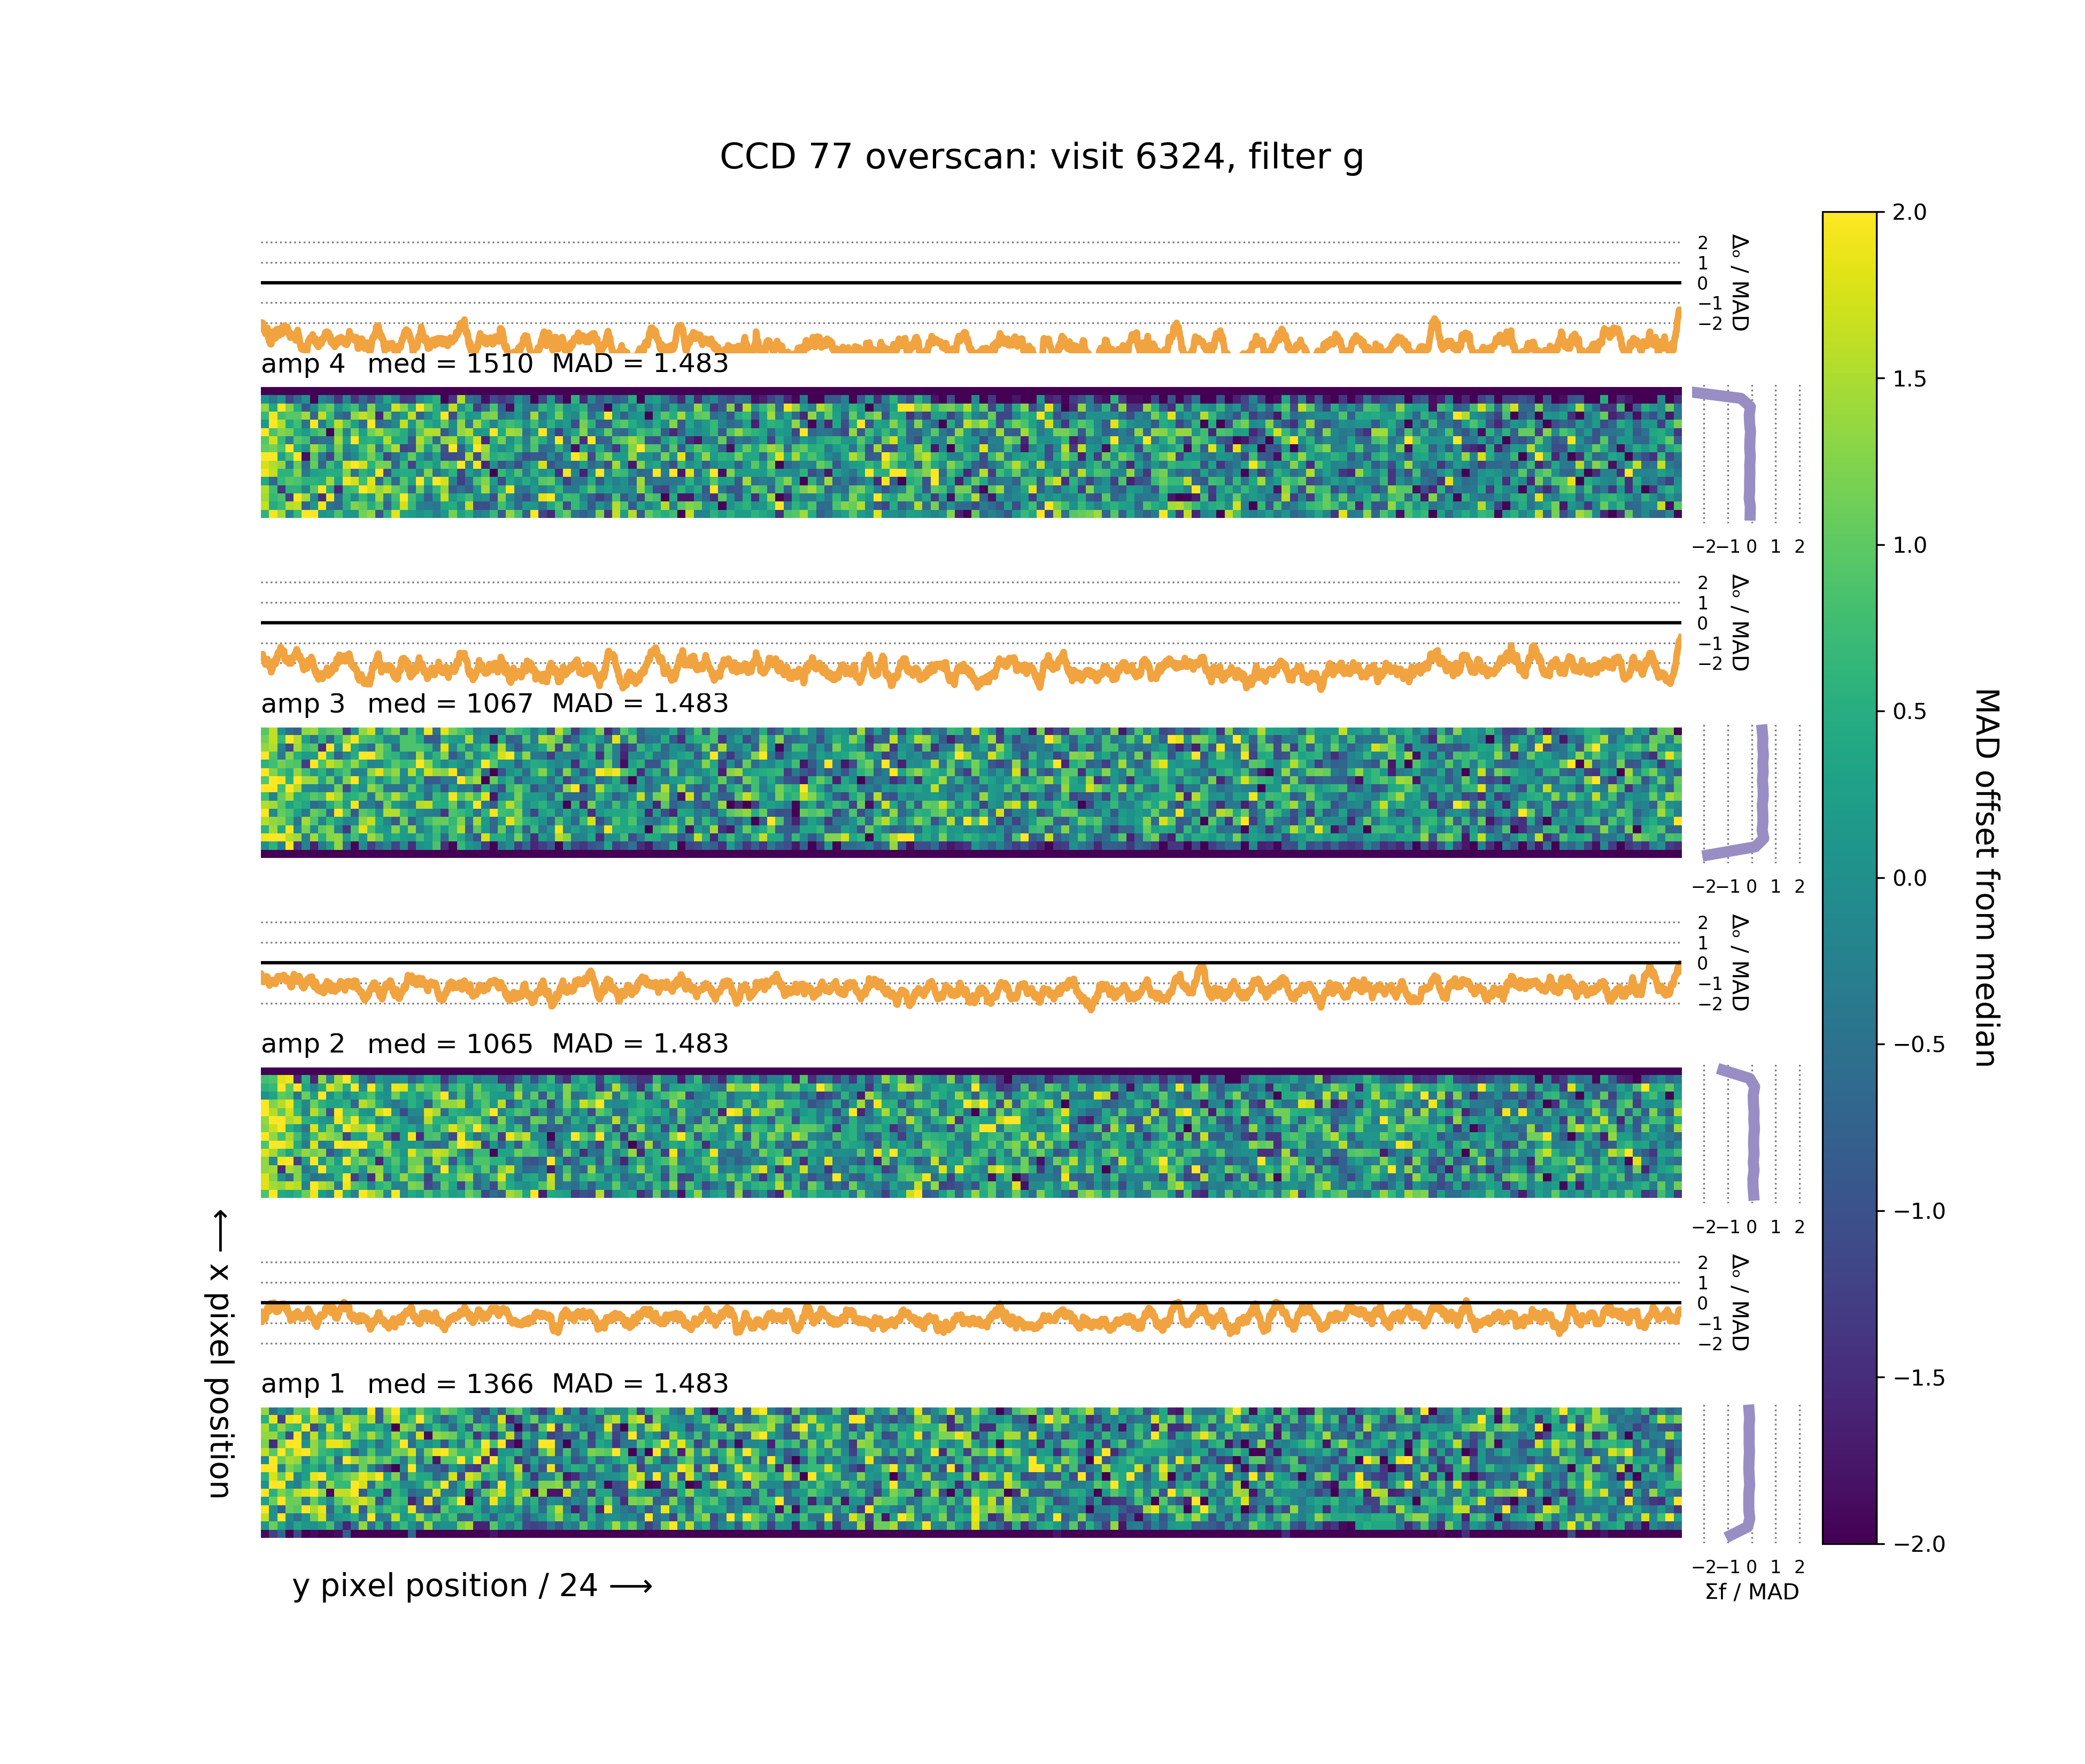 CCD 77 overscan: visit 6324, filter g
2
1
0
−1
−2
Δₒ / MAD
amp 4 med = 1510 MAD = 1.483
−2 −1 0 1 2
2
1
0
−1
−2
Δₒ / MAD
amp 3 med = 1067 MAD = 1.483
−2 −1 0 1 2
2
1
0
−1
−2
Δₒ / MAD
amp 2 med = 1065 MAD = 1.483
−2 −1 0 1 2
2
1
0
−1
−2
Δₒ / MAD
amp 1 med = 1366 MAD = 1.483
−2 −1 0 1 2
Σf / MAD
y pixel position / 24 ⟶
⟵ x pixel position
2.0
1.5
1.0
0.5
0.0
−0.5
−1.0
−1.5
−2.0
MAD offset from median